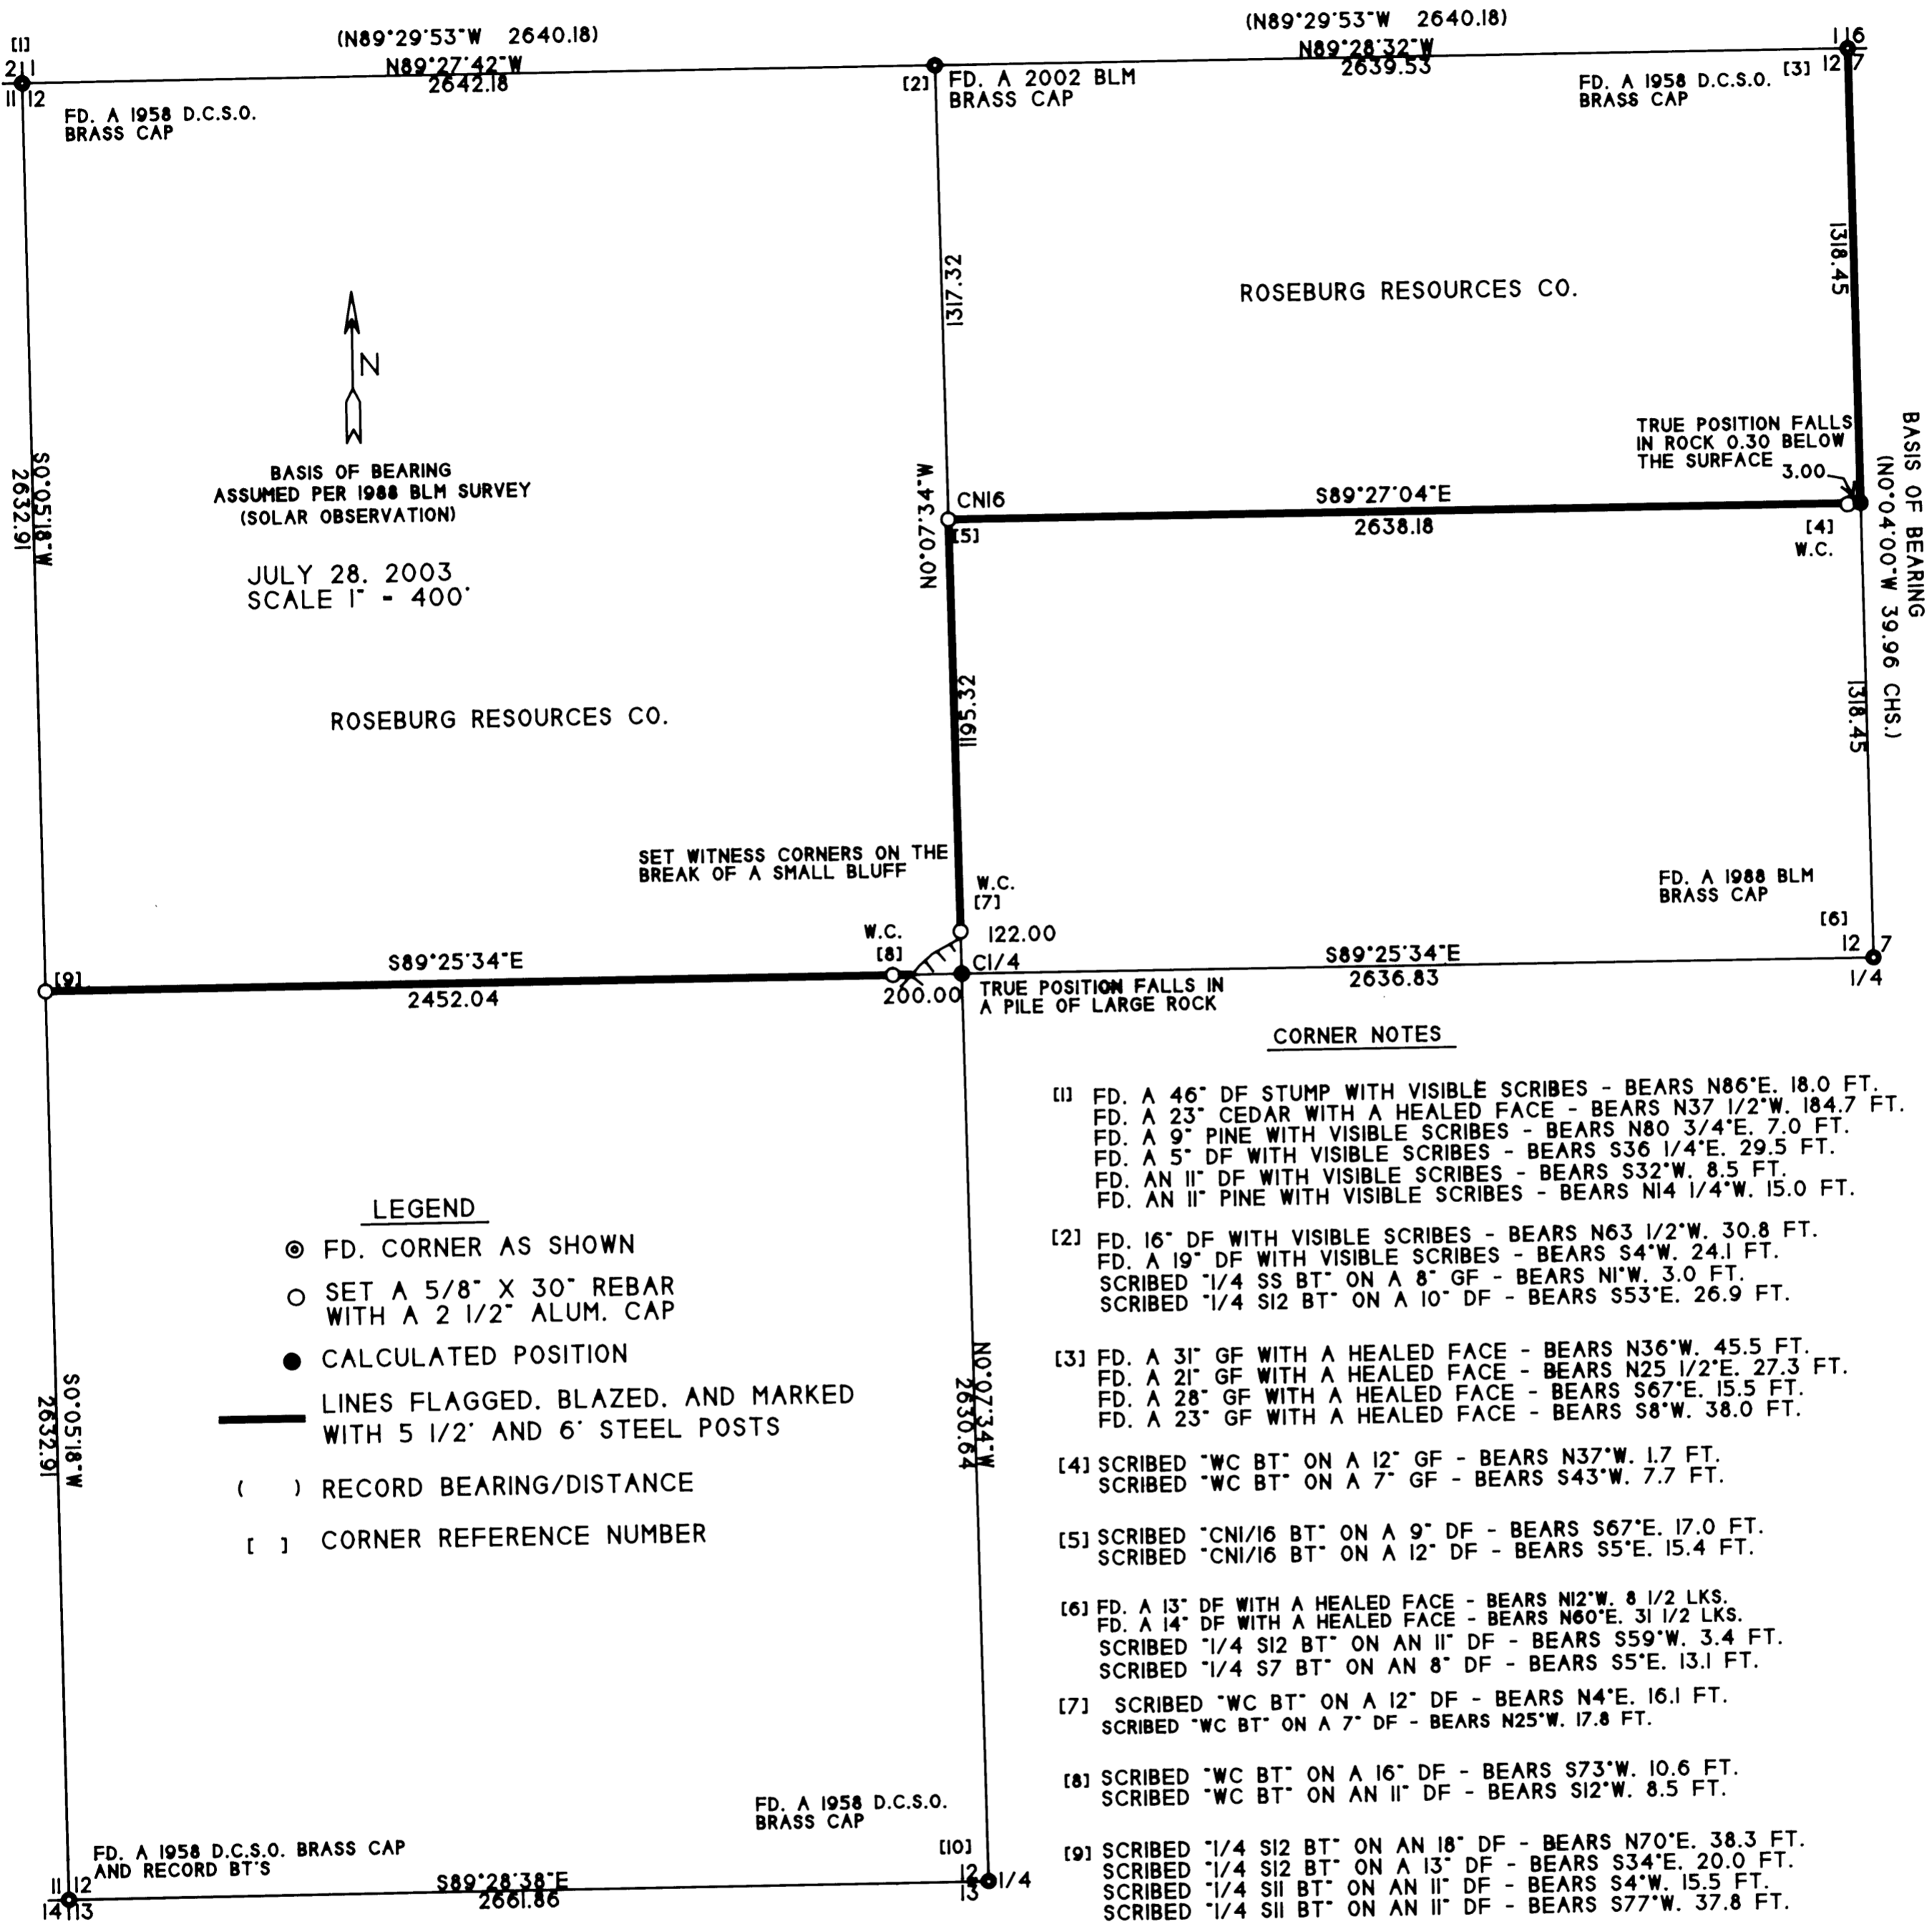 (N89°29'53"W 2640.18)
N89°27'42"W
2642.18
(N89°29'53"W 2640.18)
N89°28'32"W
2639.53
[1]
2 1
11 12
FD. A 1958 D.C.S.O.
BRASS CAP
[2]
FD. A 2002 BLM
BRASS CAP
FD. A 1958 D.C.S.O.
BRASS CAP
[3]
1 6
12 7
1317.32
1318.45
ROSEBURG RESOURCES CO.
N
BASIS OF BEARING
ASSUMED PER 1988 BLM SURVEY
(SOLAR OBSERVATION)
JULY 28. 2003
SCALE 1" - 400'
S0°05'18"W
2632.91
N0°07'34"W
CN16
[5]
S89°27'04"E
2638.18
TRUE POSITION FALLS
IN ROCK 0.30 BELOW
THE SURFACE
3.00
[4]
W.C.
BASIS OF BEARING
(N0°04'00"W 39.96 CHS.)
1318.45
ROSEBURG RESOURCES CO.
1195.32
SET WITNESS CORNERS ON THE
BREAK OF A SMALL BLUFF
W.C.
[7]
122.00
W.C.
[8]
C1/4
200.00
TRUE POSITION FALLS IN
A PILE OF LARGE ROCK
[9]
S89°25'34"E
2452.04
S89°25'34"E
2636.83
FD. A 1988 BLM
BRASS CAP
[6]
12 7
1/4
CORNER NOTES
[1] FD. A 46" DF STUMP WITH VISIBLE SCRIBES - BEARS N86°E. 18.0 FT.
FD. A 23" CEDAR WITH A HEALED FACE - BEARS N37 1/2°W. 184.7 FT.
FD. A 9" PINE WITH VISIBLE SCRIBES - BEARS N80 3/4°E. 7.0 FT.
FD. A 5" DF WITH VISIBLE SCRIBES - BEARS S36 1/4°E. 29.5 FT.
FD. AN 11" DF WITH VISIBLE SCRIBES - BEARS S32°W. 8.5 FT.
FD. AN 11" PINE WITH VISIBLE SCRIBES - BEARS N14 1/4°W. 15.0 FT.
[2] FD. 16" DF WITH VISIBLE SCRIBES - BEARS N63 1/2°W. 30.8 FT.
FD. A 19" DF WITH VISIBLE SCRIBES - BEARS S4°W. 24.1 FT.
SCRIBED "1/4 SS BT" ON A 8" GF - BEARS N1°W. 3.0 FT.
SCRIBED "1/4 S12 BT" ON A 10" DF - BEARS S53°E. 26.9 FT.
[3] FD. A 31" GF WITH A HEALED FACE - BEARS N36°W. 45.5 FT.
FD. A 21" GF WITH A HEALED FACE - BEARS N25 1/2°E. 27.3 FT.
FD. A 28" GF WITH A HEALED FACE - BEARS S67°E. 15.5 FT.
FD. A 23" GF WITH A HEALED FACE - BEARS S8°W. 38.0 FT.
[4] SCRIBED "WC BT" ON A 12" GF - BEARS N37°W. 1.7 FT.
SCRIBED "WC BT" ON A 7" GF - BEARS S43°W. 7.7 FT.
[5] SCRIBED "CN1/16 BT" ON A 9" DF - BEARS S67°E. 17.0 FT.
SCRIBED "CN1/16 BT" ON A 12" DF - BEARS S5°E. 15.4 FT.
[6] FD. A 13" DF WITH A HEALED FACE - BEARS N12°W. 8 1/2 LKS.
FD. A 14" DF WITH A HEALED FACE - BEARS N60°E. 31 1/2 LKS.
SCRIBED "1/4 S12 BT" ON AN 11" DF - BEARS S59°W. 3.4 FT.
SCRIBED "1/4 S7 BT" ON AN 8" DF - BEARS S5°E. 13.1 FT.
[7] SCRIBED "WC BT" ON A 12" DF - BEARS N4°E. 16.1 FT.
SCRIBED "WC BT" ON A 7" DF - BEARS N25°W. 17.8 FT.
[8] SCRIBED "WC BT" ON A 16" DF - BEARS S73°W. 10.6 FT.
SCRIBED "WC BT" ON AN 11" DF - BEARS S12°W. 8.5 FT.
[9] SCRIBED "1/4 S12 BT" ON AN 18" DF - BEARS N70°E. 38.3 FT.
SCRIBED "1/4 S12 BT" ON A 13" DF - BEARS S34°E. 20.0 FT.
SCRIBED "1/4 S11 BT" ON AN 11" DF - BEARS S4°W. 15.5 FT.
SCRIBED "1/4 S11 BT" ON AN 11" DF - BEARS S77°W. 37.8 FT.
LEGEND
FD. CORNER AS SHOWN
SET A 5/8" X 30" REBAR
WITH A 2 1/2" ALUM. CAP
CALCULATED POSITION
LINES FLAGGED. BLAZED. AND MARKED
WITH 5 1/2' AND 6' STEEL POSTS
( ) RECORD BEARING/DISTANCE
[ ] CORNER REFERENCE NUMBER
S0°05'18"W
2632.91
N0°07'34"W
2630.64
FD. A 1958 D.C.S.O.
BRASS CAP
[10]
12
13
1/4
FD. A 1958 D.C.S.O. BRASS CAP
AND RECORD BT'S
11 12
14 13
S89°28'38"E
2661.86